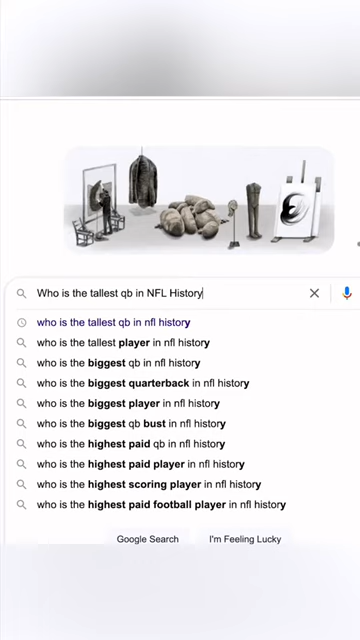 Who is the tallest qb in NFL History
who is the tallest qb in nfl history
who is the tallest player in nfl history
who is the biggest qb in nfl history
who is the biggest quarterback in nfl history
who is the biggest player in nfl history
who is the biggest qb bust in nfl history
who is the highest paid qb in nfl history
who is the highest paid player in nfl history
who is the highest scoring player in nfl history
who is the highest paid football player in nfl history
Google Search I'm Feeling Lucky